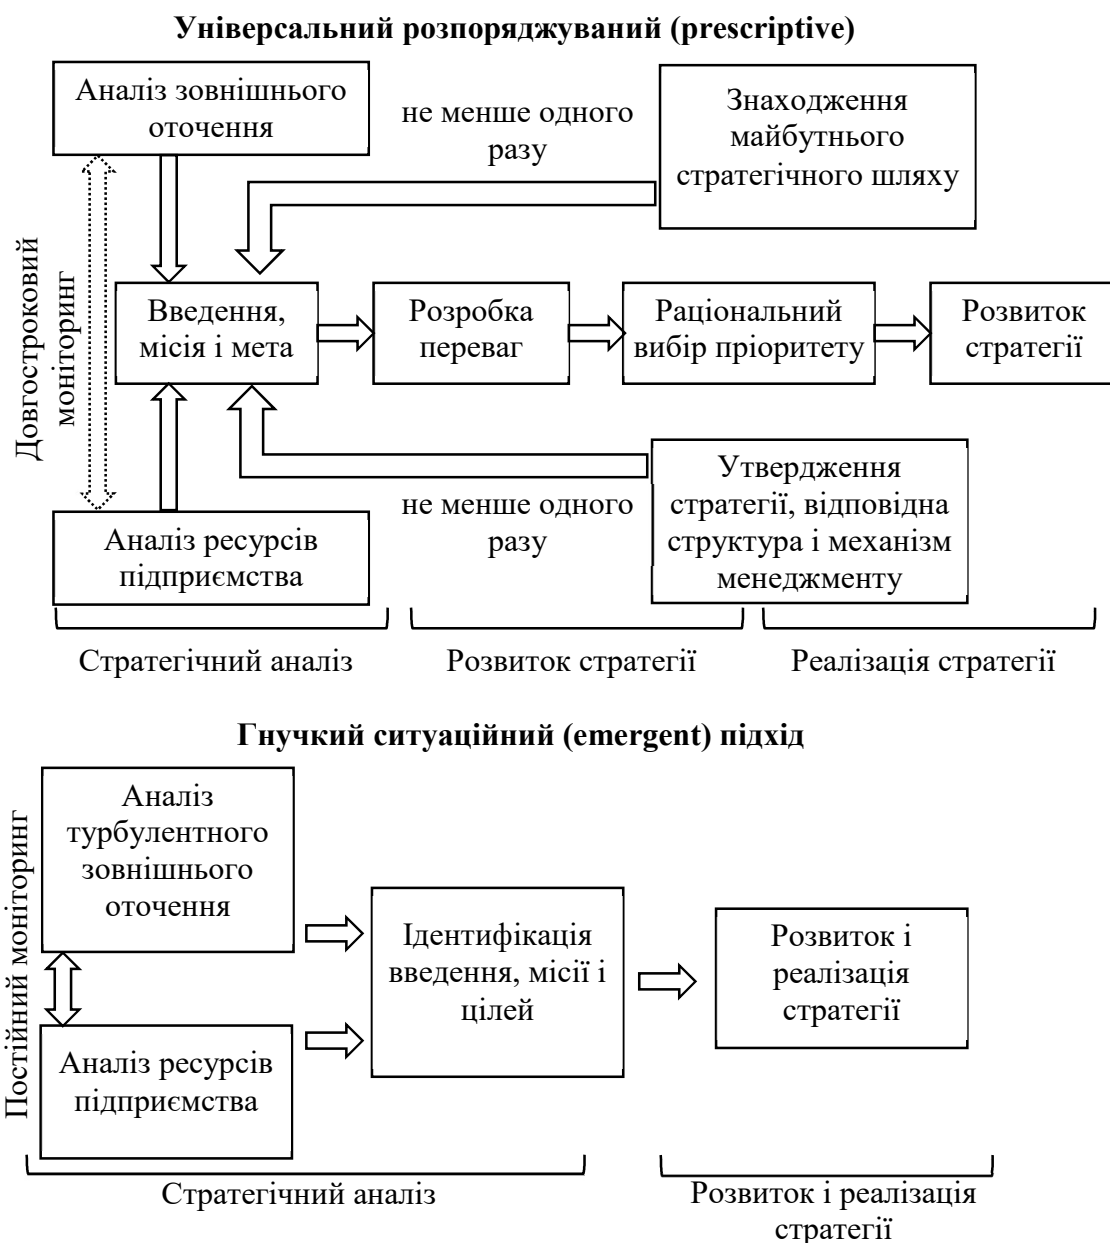 Універсальний розпоряджуваний (prescriptive)
Аналіз зовнішнього
оточення
не менше одного
разу
Знаходження
майбутнього
стратегічного шляху
Довгостроковий
моніторинг
Введення,
місія і мета
Розробка
переваг
Раціональний
вибір пріоритету
Розвиток
стратегії
Аналіз ресурсів
підприємства
не менше одного
разу
Утвердження
стратегії, відповідна
структура і механізм
менеджменту
Стратегічний аналіз
Розвиток стратегії
Реалізація стратегії
Гнучкий ситуаційний (emergent) підхід
Постійний моніторинг
Аналіз
турбулентного
зовнішнього
оточення
Аналіз ресурсів
підприємства
Ідентифікація
введення, місії і
цілей
Розвиток і
реалізація
стратегії
Стратегічний аналіз
Розвиток і реалізація
стратегії